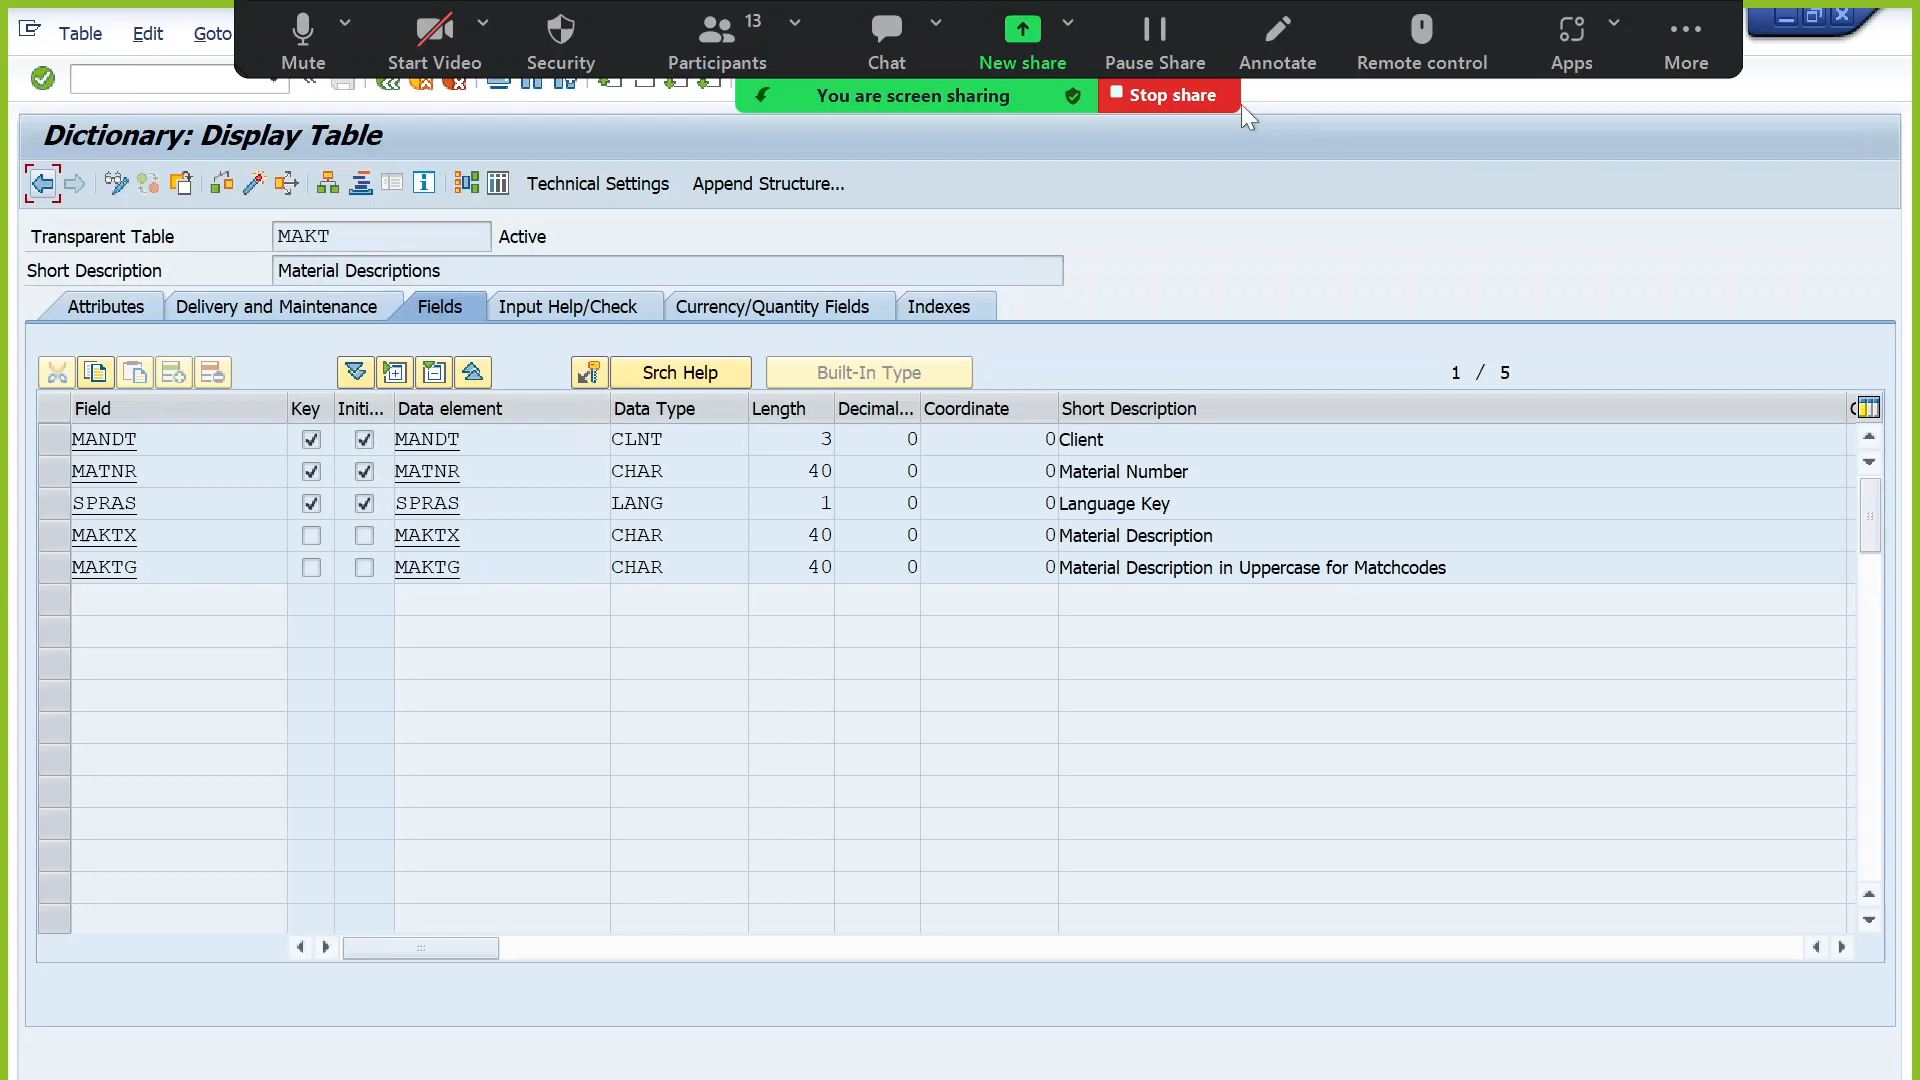 Table Edit Goto
Mute Start Video Security Participants 13 Chat New share Pause Share Annotate Remote control Apps More
You are screen sharing Stop share
Dictionary: Display Table
Technical Settings Append Structure...
Transparent Table MAKT Active
Short Description Material Descriptions
Attributes Delivery and Maintenance Fields Input Help/Check Currency/Quantity Fields Indexes
Srch Help Built-In Type 1 / 5
Field Key Initi... Data element Data Type Length Decimal... Coordinate Short Description
MANDT MANDT CLNT 3 0 0 Client
MATNR MATNR CHAR 40 0 0 Material Number
SPRAS SPRAS LANG 1 0 0 Language Key
MAKTX MAKTX CHAR 40 0 0 Material Description
MAKTG MAKTG CHAR 40 0 0 Material Description in Uppercase for Matchcodes